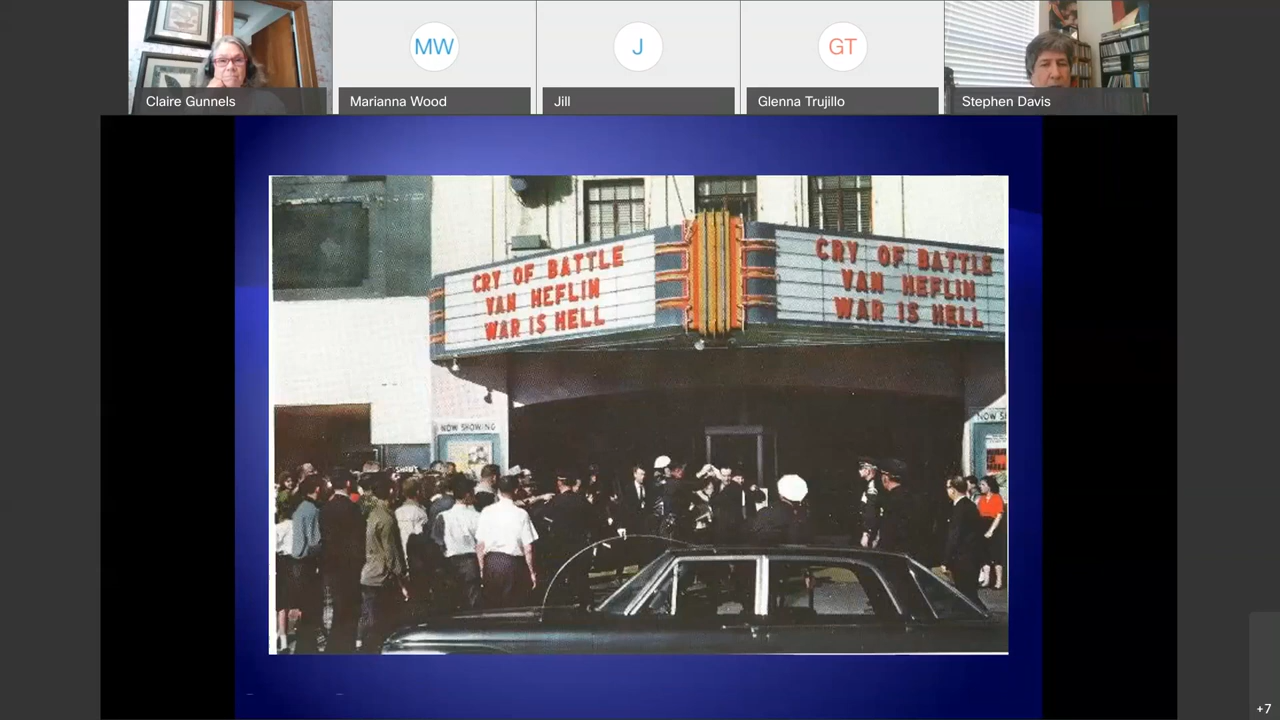 MW
J
GT
Claire Gunnels
Marianna Wood
Jill
Glenna Trujillo
Stephen Davis
CRY OF BATTLE
VAN HEFLIN
WAR IS HELL
CRY OF BATTLE
VAN HEFLIN
WAR IS HELL
NOW SHOWING
NOW S
+7